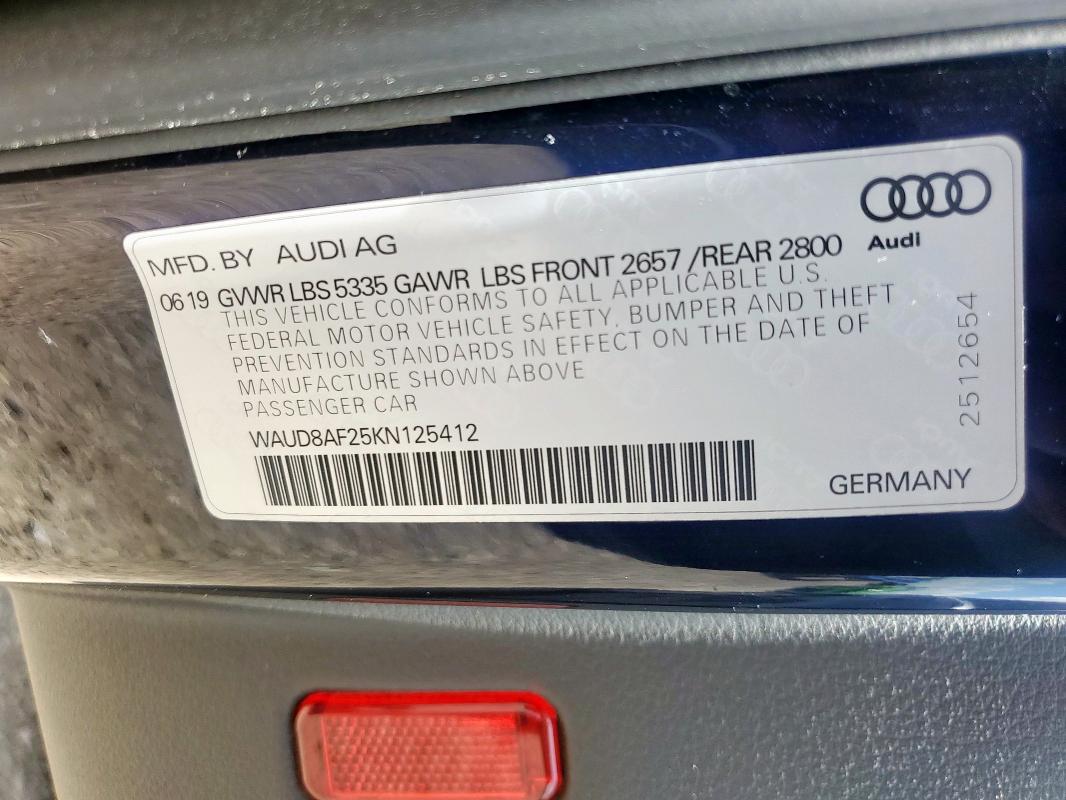 MFD. BY AUDI AG
Audi
06 19 GVWR LBS 5335 GAWR LBS FRONT 2657 /REAR 2800
THIS VEHICLE CONFORMS TO ALL APPLICABLE U.S.
FEDERAL MOTOR VEHICLE SAFETY, BUMPER AND THEFT
PREVENTION STANDARDS IN EFFECT ON THE DATE OF
MANUFACTURE SHOWN ABOVE
PASSENGER CAR
WAUD8AF25KN125412
2512654
GERMANY